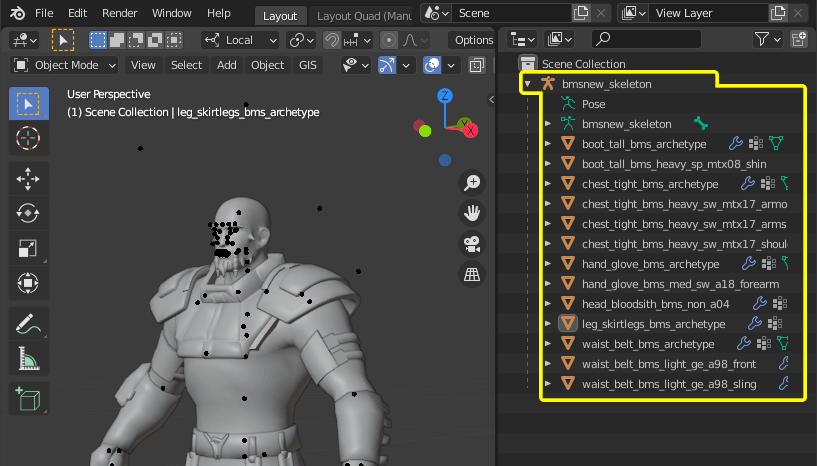 File Edit Render Window Help Layout Layout Quad (Manu Scene View Layer
Local Options
Object Mode View Select Add Object GIS
User Perspective
(1) Scene Collection | leg_skirtlegs_bms_archetype
Z
Y
X
Scene Collection
bmsnew_skeleton
Pose
bmsnew_skeleton
boot_tall_bms_archetype
boot_tall_bms_heavy_sp_mtx08_shin
chest_tight_bms_archetype
chest_tight_bms_heavy_sw_mtx17_armo
chest_tight_bms_heavy_sw_mtx17_arms
chest_tight_bms_heavy_sw_mtx17_shoul
hand_glove_bms_archetype
hand_glove_bms_med_sw_a18_forearm
head_bloodsith_bms_non_a04
leg_skirtlegs_bms_archetype
waist_belt_bms_archetype
waist_belt_bms_light_ge_a98_front
waist_belt_bms_light_ge_a98_sling